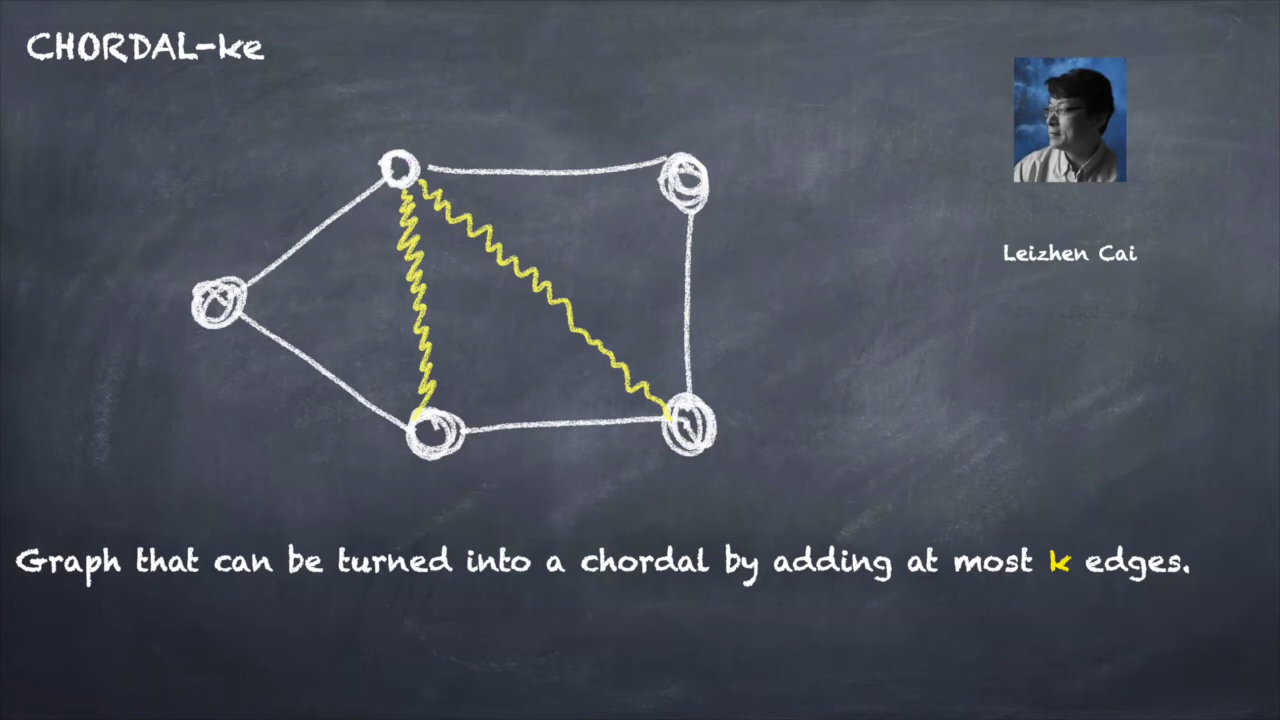 CHORDAL-ke
Leizhen Cai
Graph that can be turned into a chordal by adding at most k edges.